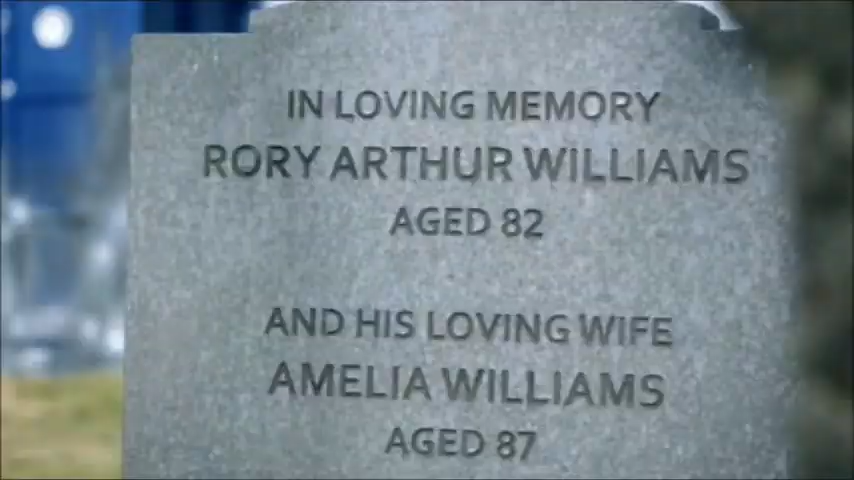 IN LOVING MEMORY
RORY ARTHUR WILLIAMS
AGED 82
AND HIS LOVING WIFE
AMELIA WILLIAMS
AGED 87